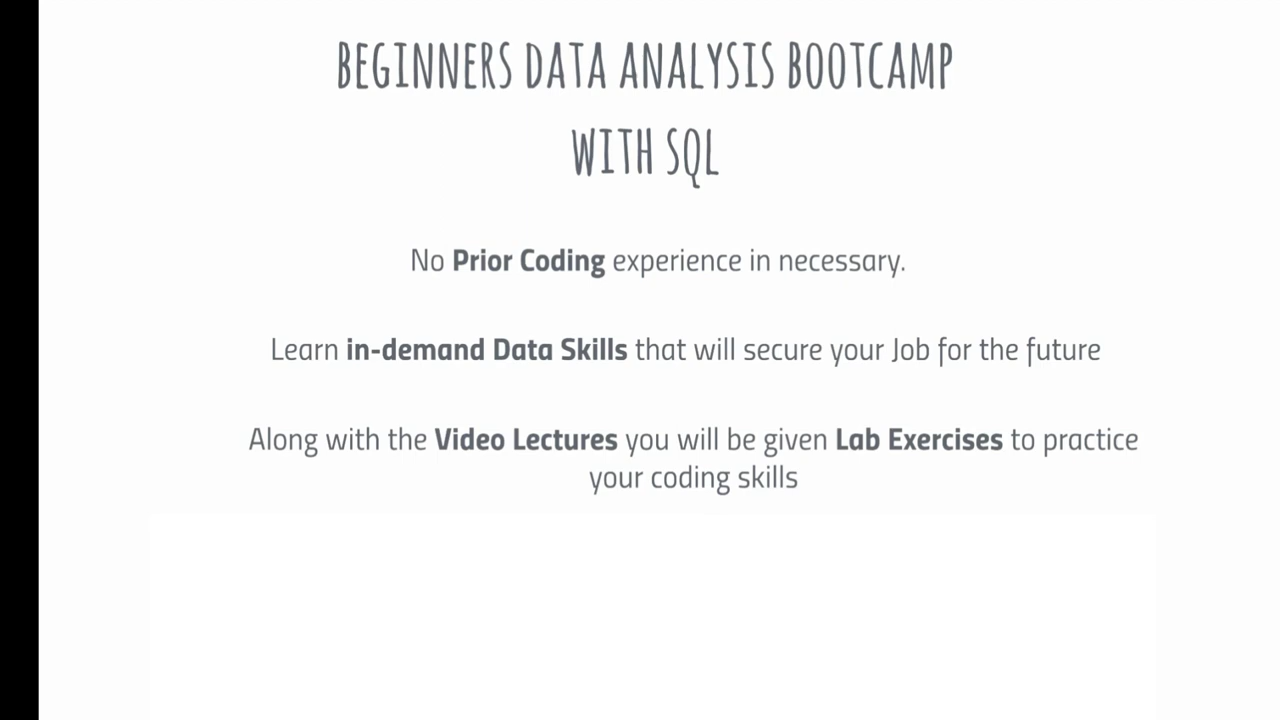 BEGINNERS DATA ANALYSIS BOOTCAMP
WITH SQL
No Prior Coding experience in necessary.
Learn in-demand Data Skills that will secure your Job for the future
Along with the Video Lectures you will be given Lab Exercises to practice
your coding skills